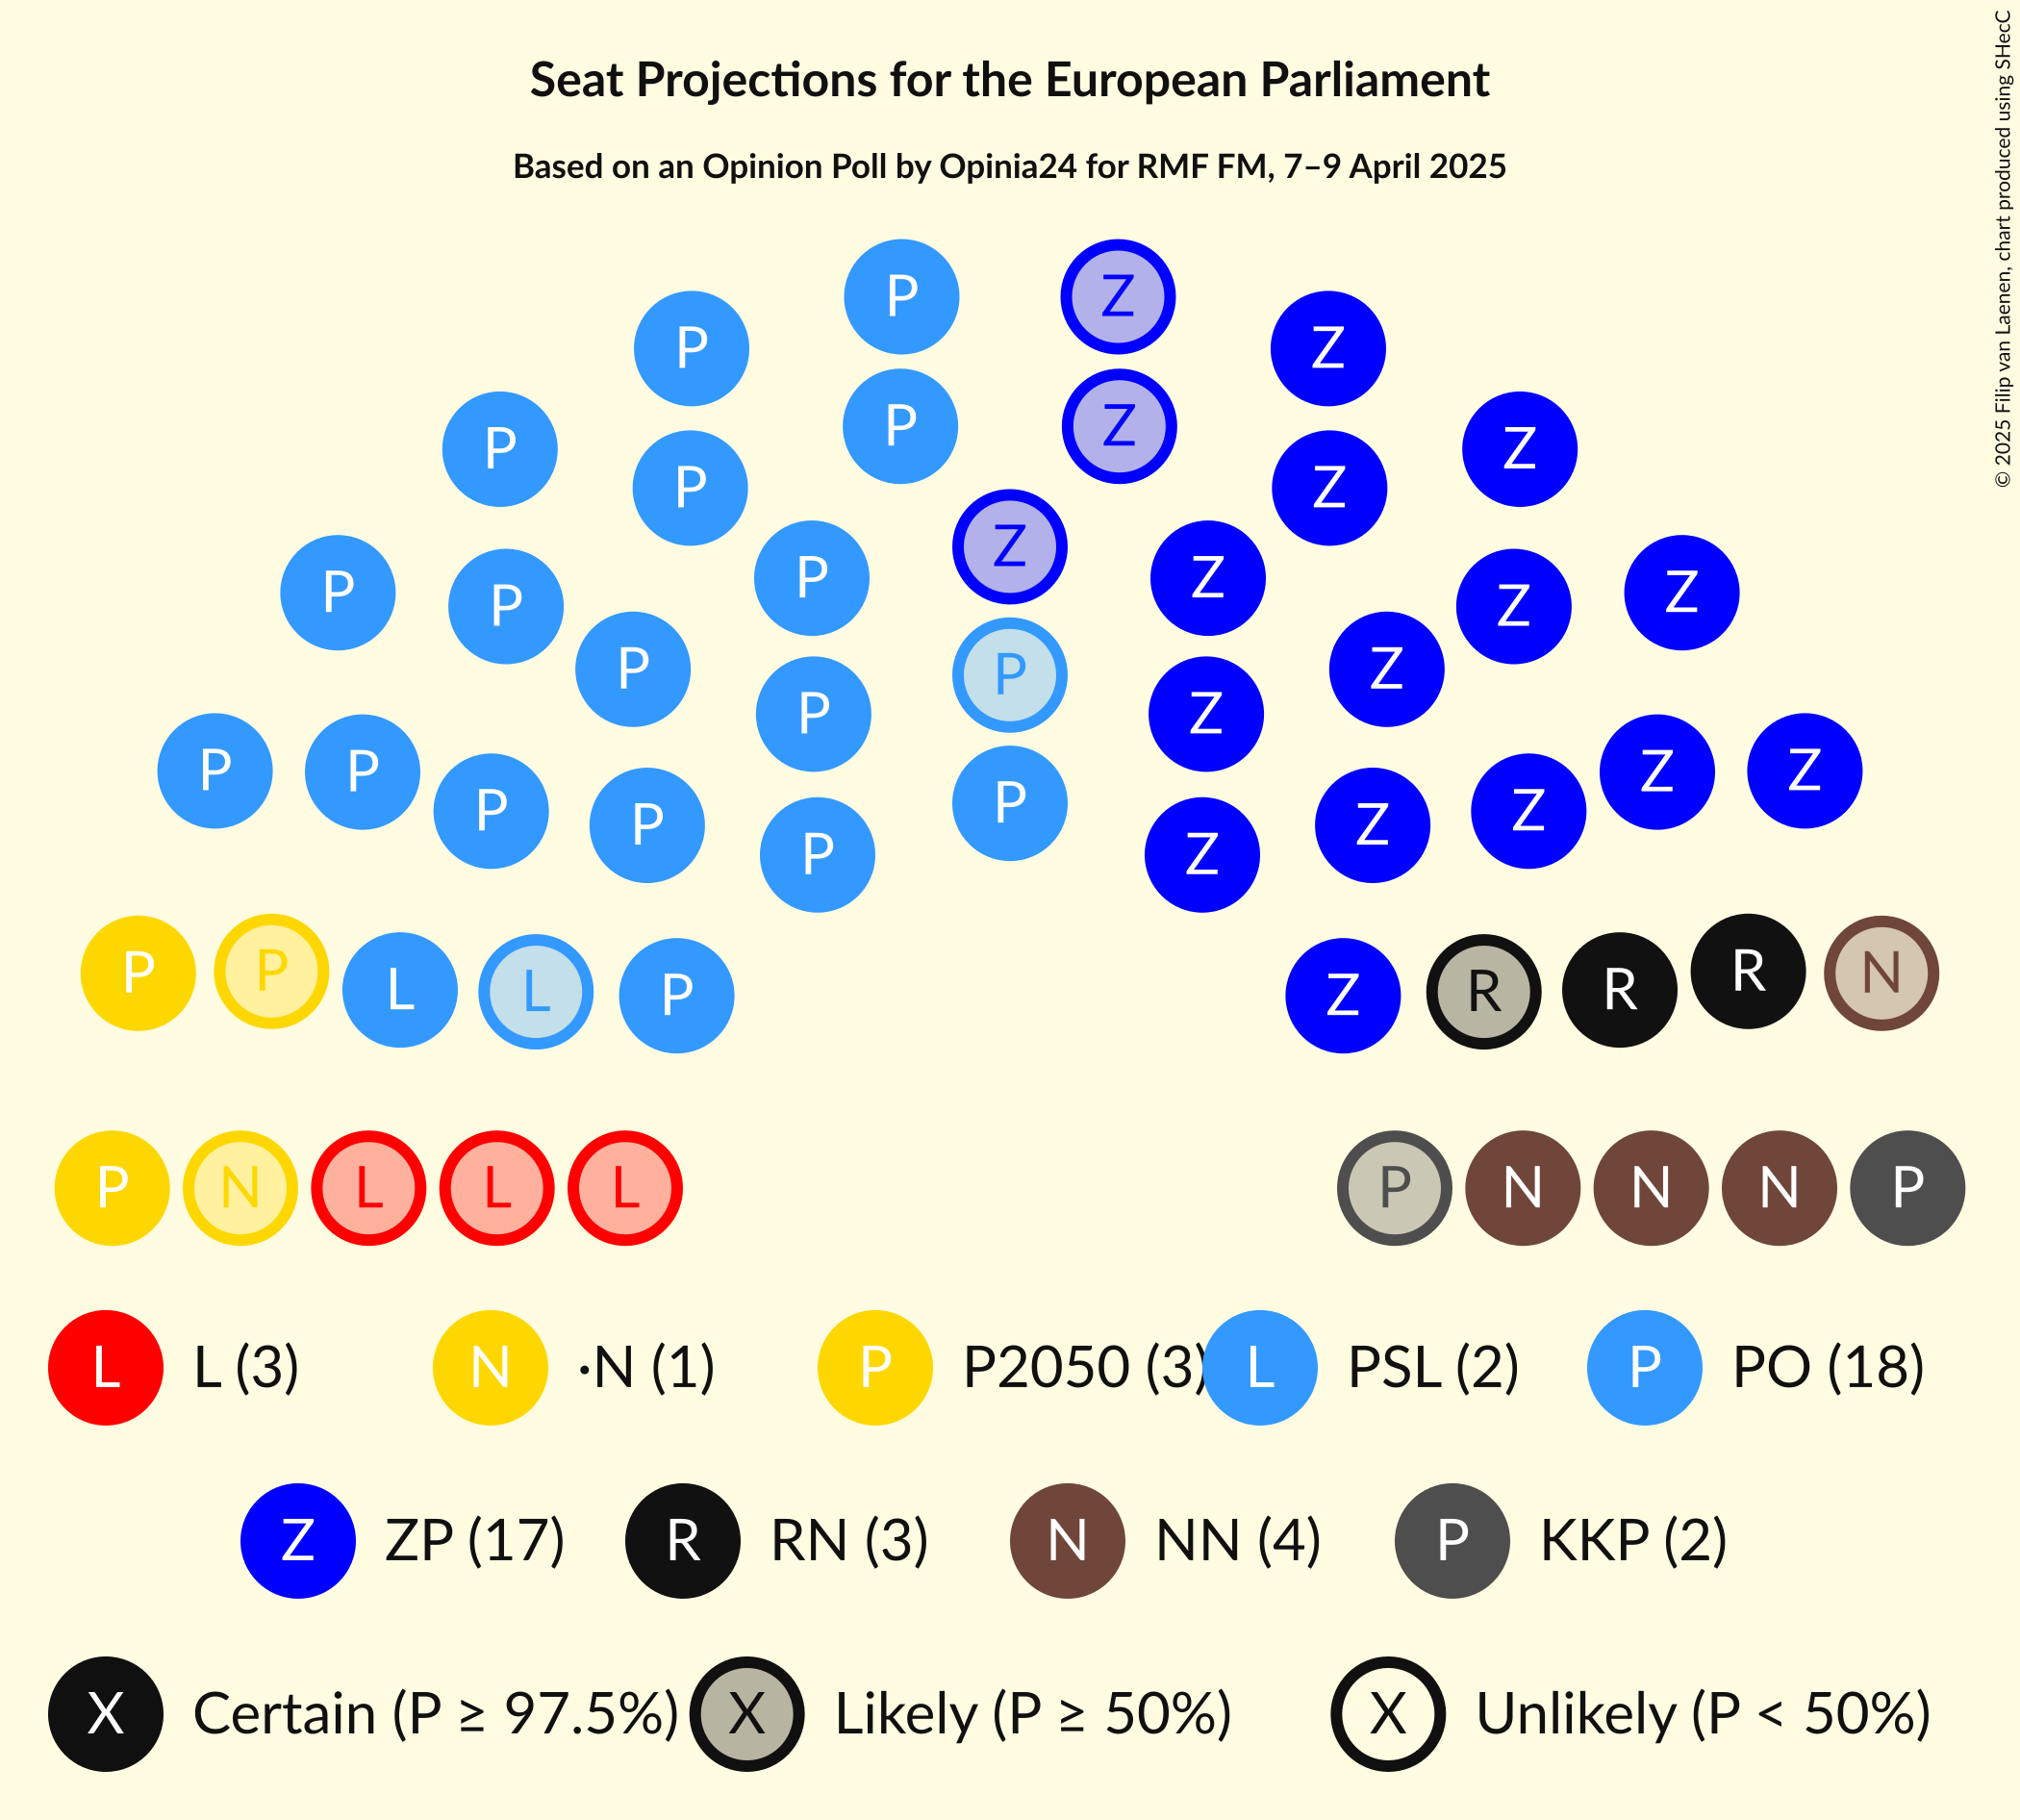 Seat Projections for the European Parliament
Based on an Opinion Poll by Opinia24 for RMF FM, 7–9 April 2025
© 2025 Filip van Laenen, chart produced using SHecC
P Z
P Z
P Z
P Z
P Z
P Z
Z
P Z
P Z
P Z
P Z
P
P Z
P P Z Z
P
P Z
P Z
P Z
P P L L P Z R R R N
P N L L L P N N N P
L L (3) N ·N (1) P P2050 (3) L PSL (2) P PO (18)
Z ZP (17) R RN (3) N NN (4) P KKP (2)
X Certain (P ≥ 97.5%) X Likely (P ≥ 50%) X Unlikely (P < 50%)